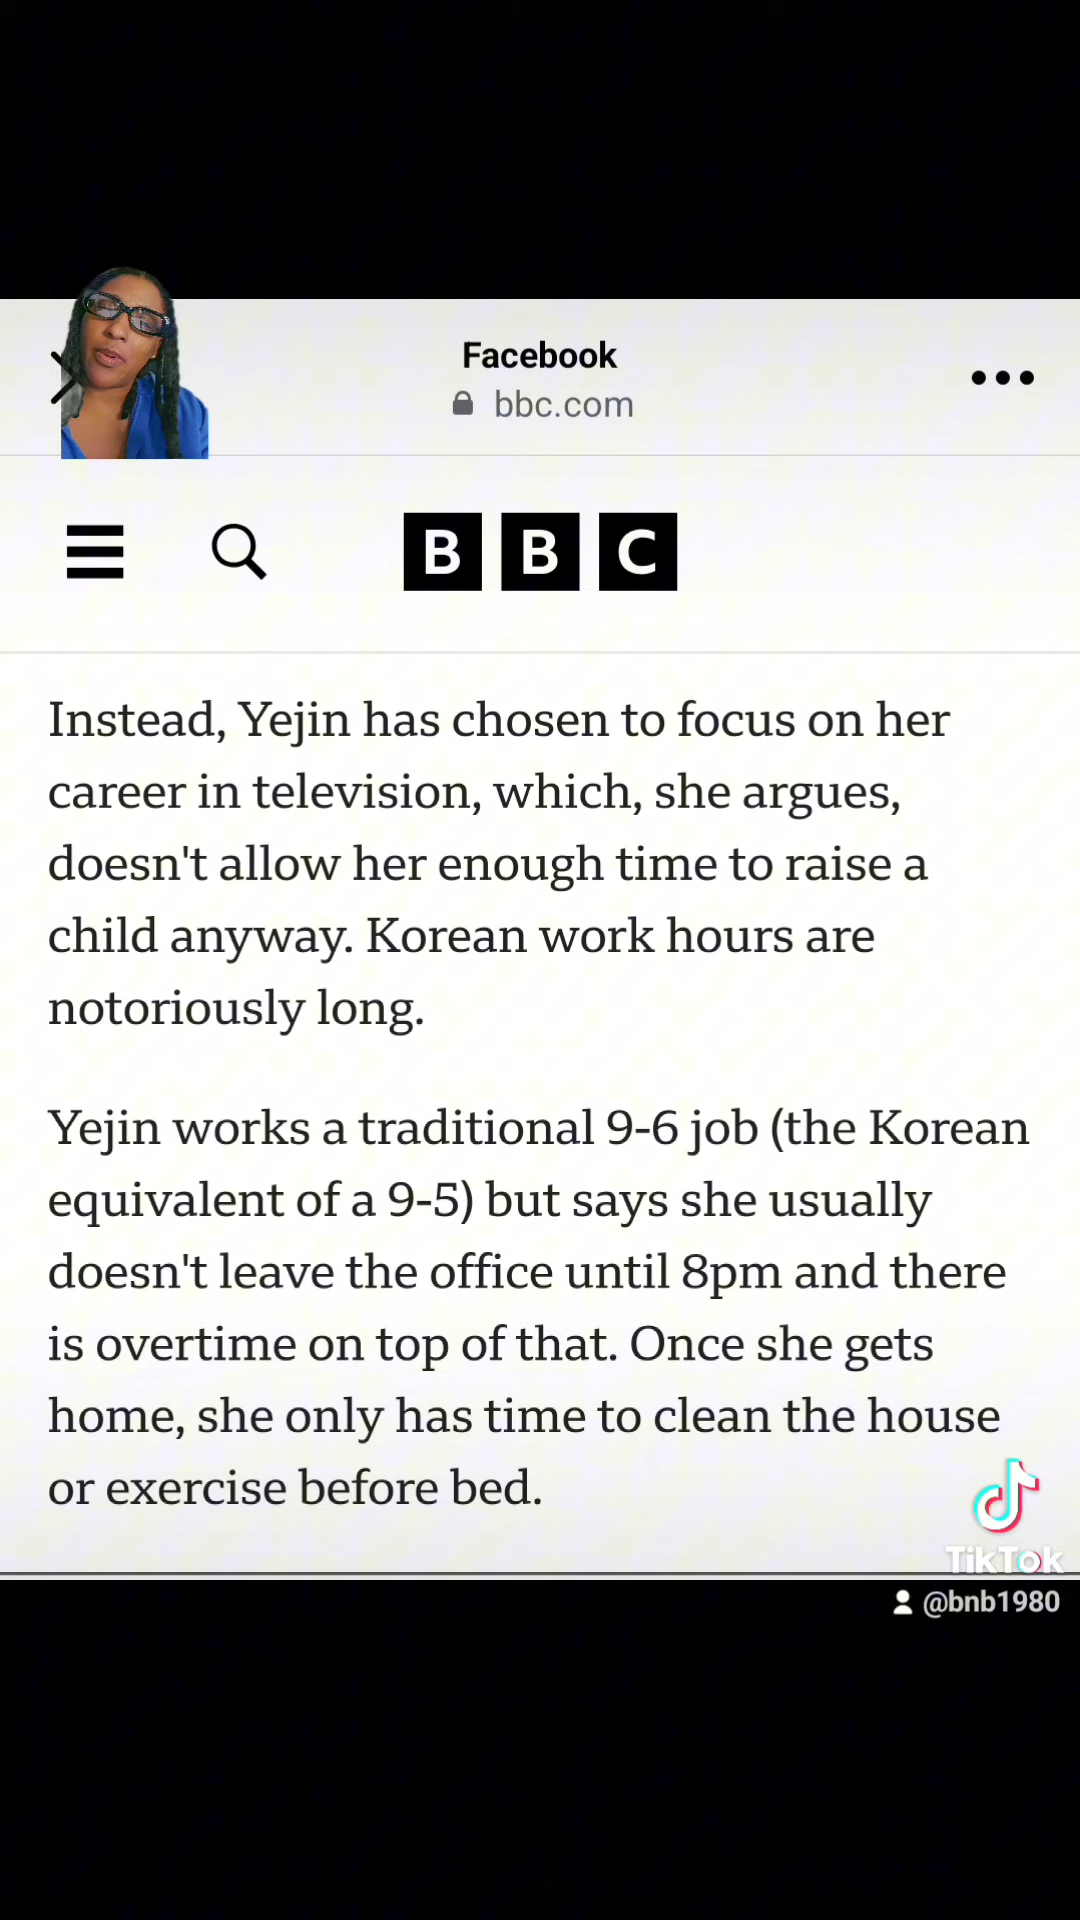 Facebook
bbc.com
BBC
Instead, Yejin has chosen to focus on her
career in television, which, she argues,
doesn't allow her enough time to raise a
child anyway. Korean work hours are
notoriously long.
Yejin works a traditional 9-6 job (the Korean
equivalent of a 9-5) but says she usually
doesn't leave the office until 8pm and there
is overtime on top of that. Once she gets
home, she only has time to clean the house
or exercise before bed.
TikTok
@bnb1980